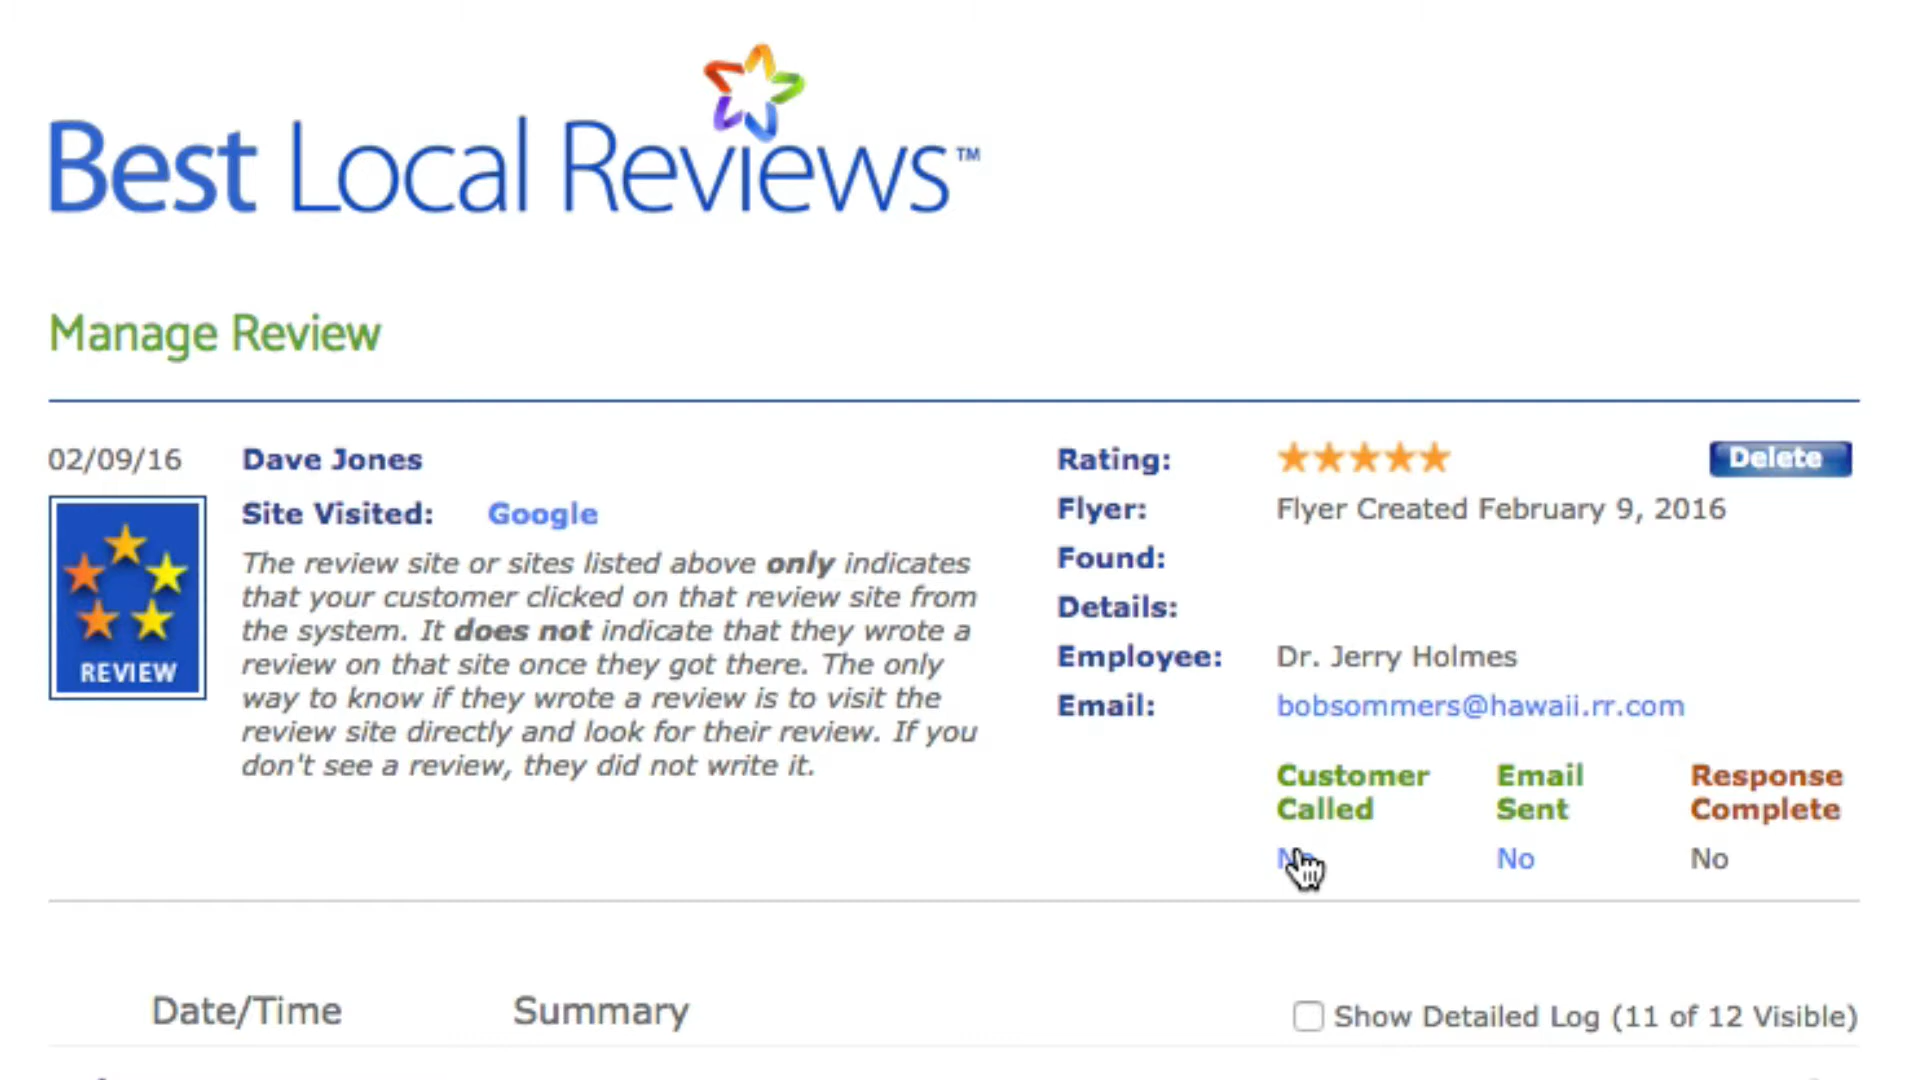 Best Local Reviews™
Manage Review
02/09/16
Dave Jones
Site Visited: Google
The review site or sites listed above only indicates
that your customer clicked on that review site from
the system. It does not indicate that they wrote a
review on that site once they got there. The only
way to know if they wrote a review is to visit the
review site directly and look for their review. If you
don't see a review, they did not write it.
REVIEW
Rating:
Delete
Flyer: Flyer Created February 9, 2016
Found:
Details:
Employee: Dr. Jerry Holmes
Email: bobsommers@hawaii.rr.com
Customer
Called
Email
Sent
Response
Complete
No
No
Date/Time Summary
Show Detailed Log (11 of 12 Visible)